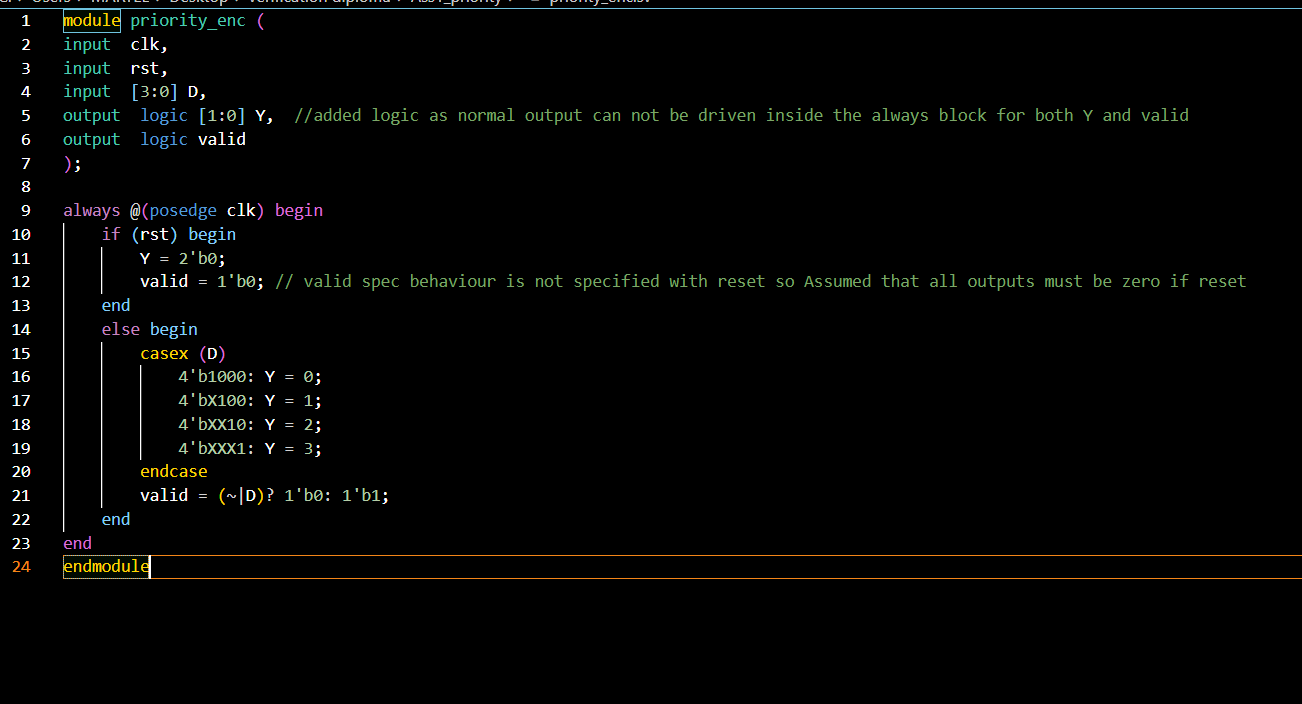 1 module priority_enc (
2 input  clk,
3 input  rst,
4 input  [3:0] D,
5 output  logic [1:0] Y,  //added logic as normal output can not be driven inside the always block for both Y and valid
6 output  logic valid
7 );
8
9 always @(posedge clk) begin
10     if (rst) begin
11         Y = 2'b0;
12         valid = 1'b0; // valid spec behaviour is not specified with reset so Assumed that all outputs must be zero if reset
13     end
14     else begin
15         casex (D)
16             4'b1000: Y = 0;
17             4'bX100: Y = 1;
18             4'bXX10: Y = 2;
19             4'bXXX1: Y = 3;
20         endcase
21         valid = (~|D)? 1'b0: 1'b1;
22     end
23 end
24 endmodule